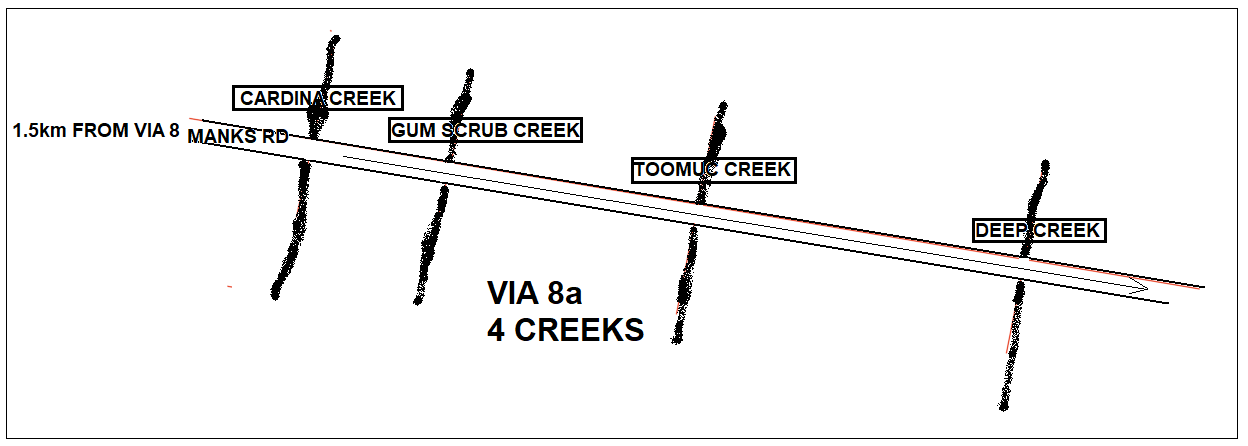 CARDINA CREEK
1.5km FROM VIA 8
MANKS RD
GUM SCRUB CREEK
TOOMUC CREEK
DEEP CREEK
VIA 8a
4 CREEKS